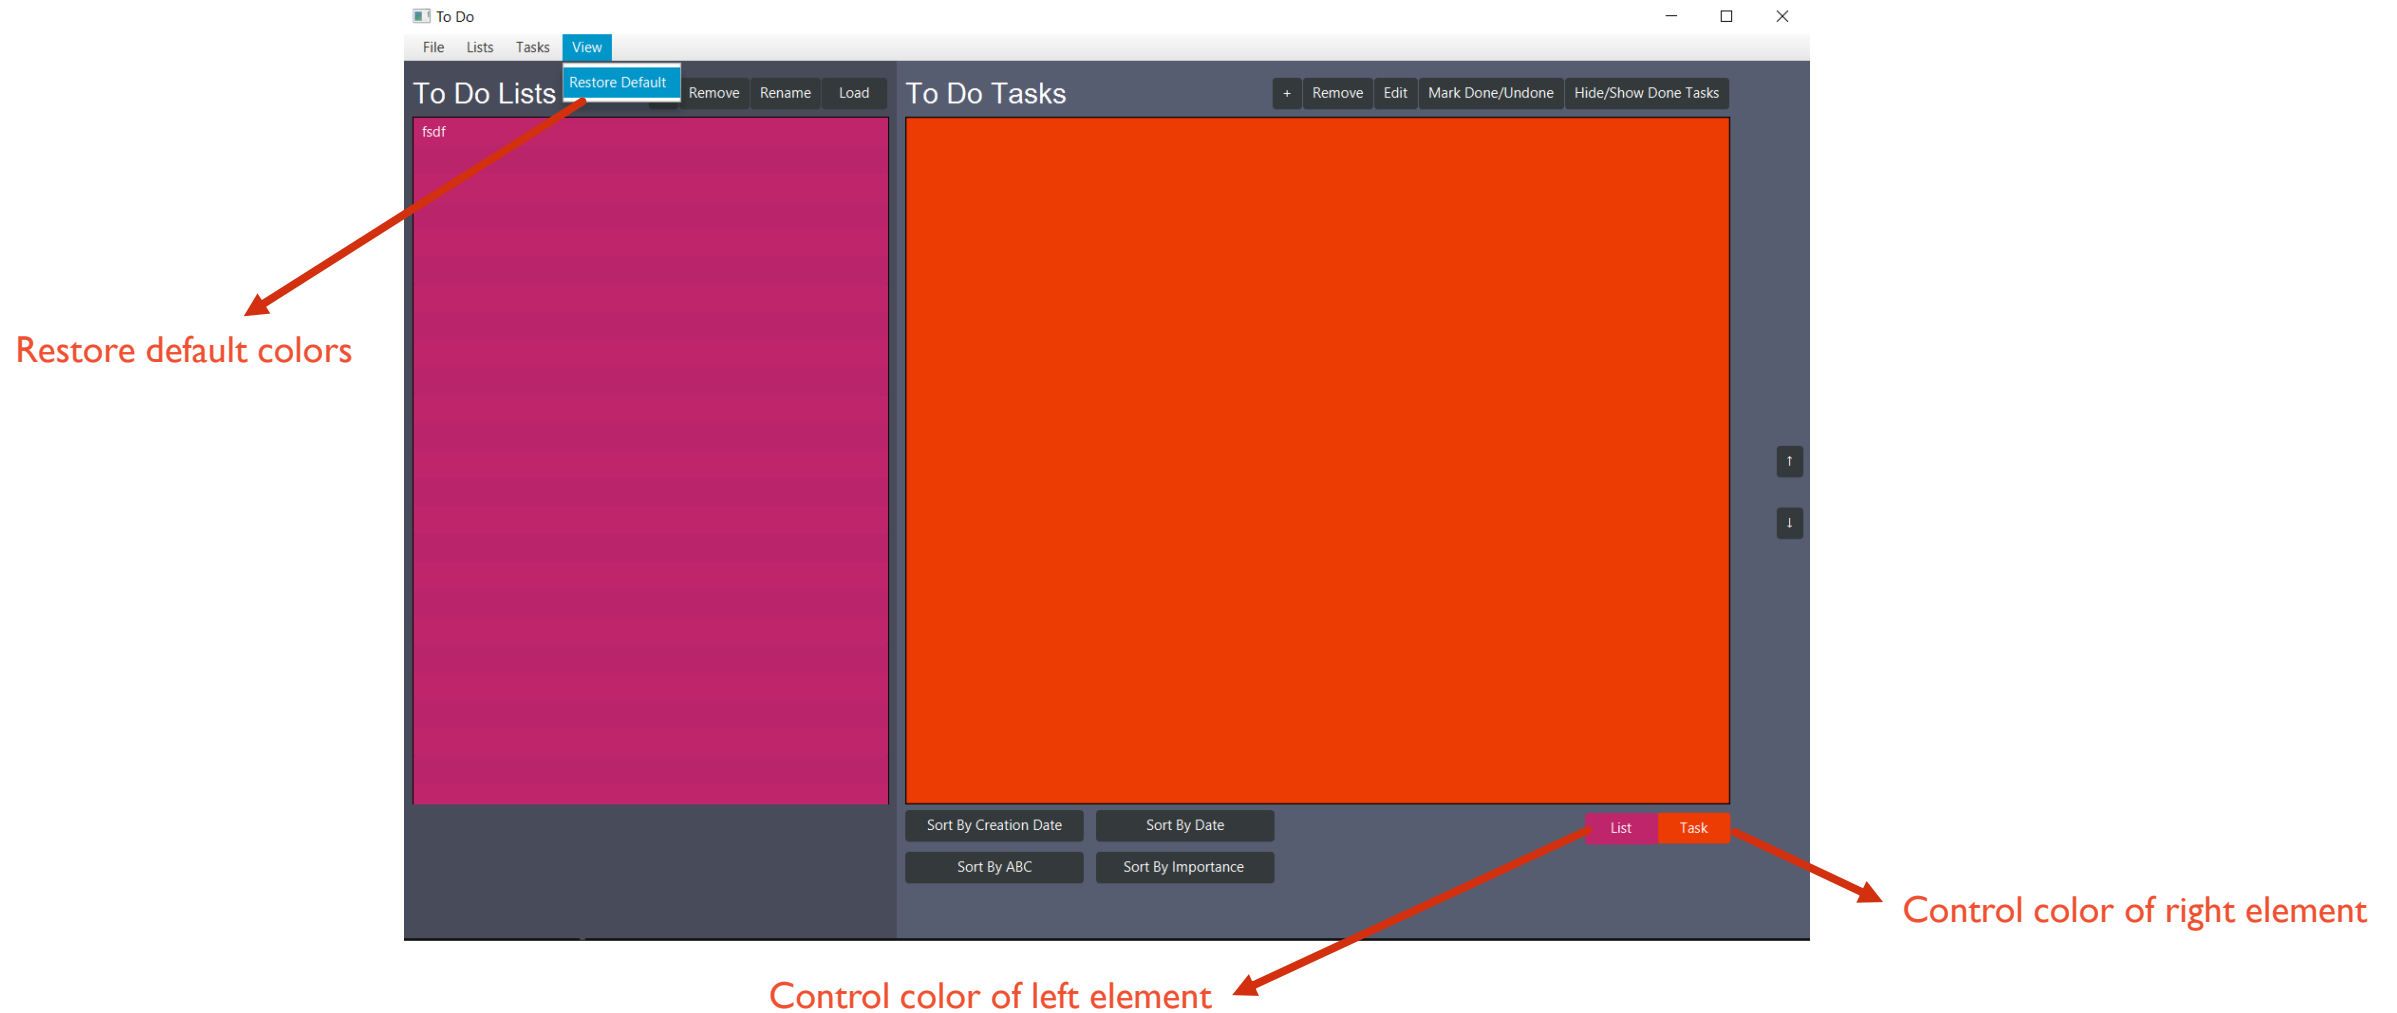 To Do
File Lists Tasks View
Restore Default
To Do Lists Remove Rename Load
To Do Tasks + Remove Edit Mark Done/Undone Hide/Show Done Tasks
fsdf
Restore default colors
↑
↓
Sort By Creation Date Sort By Date
List Task
Sort By ABC Sort By Importance
Control color of right element
Control color of left element